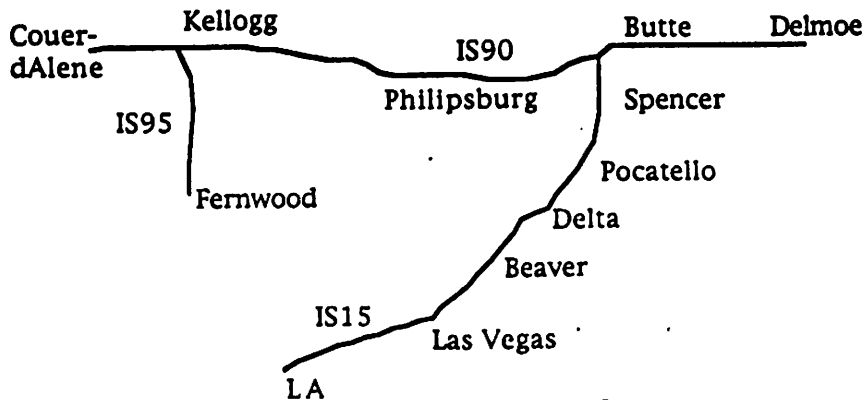 Couer-
dAlene
Kellogg
IS90
Butte
Delmoe
Philipsburg
Spencer
IS95
Pocatello
Fernwood
Delta
Beaver
IS15
Las Vegas
LA